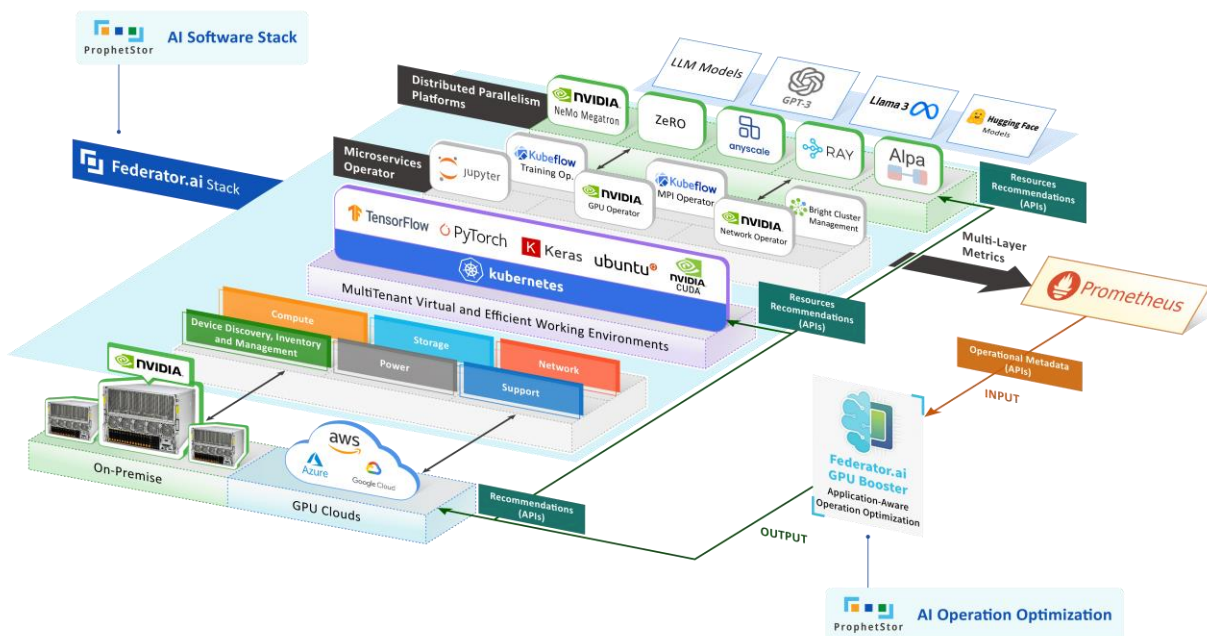 ProphetStor
AI Software Stack
Federator.ai Stack
Distributed Parallelism
Platforms
LLM Models
GPT-3
Llama 3
Hugging Face
Models
NVIDIA
NeMo Megatron
ZeRO
anyscale
RAY
Alpa
Microservices
Operator
Jupyter
Kubeflow
Training Op.
NVIDIA
GPU Operator
Kubeflow
MPI Operator
NVIDIA
Network Operator
Bright Cluster
Management
Resources
Recommendations
(APIs)
TensorFlow
PyTorch
K Keras
ubuntu
NVIDIA
CUDA
kubernetes
MultiTenant Virtual and Efficient Working Environments
Multi-Layer
Metrics
Prometheus
Resources
Recommendations
(APIs)
Compute
Storage
Network
Device Discovery, Inventory
and Management
Power
Support
Operational Metadata
(APIs)
INPUT
NVIDIA
On-Premise
aws
Azure
Google Cloud
GPU Clouds
Recommendations
(APIs)
Federator.ai
GPU Booster
Application-Aware
Operation Optimization
OUTPUT
ProphetStor
AI Operation Optimization